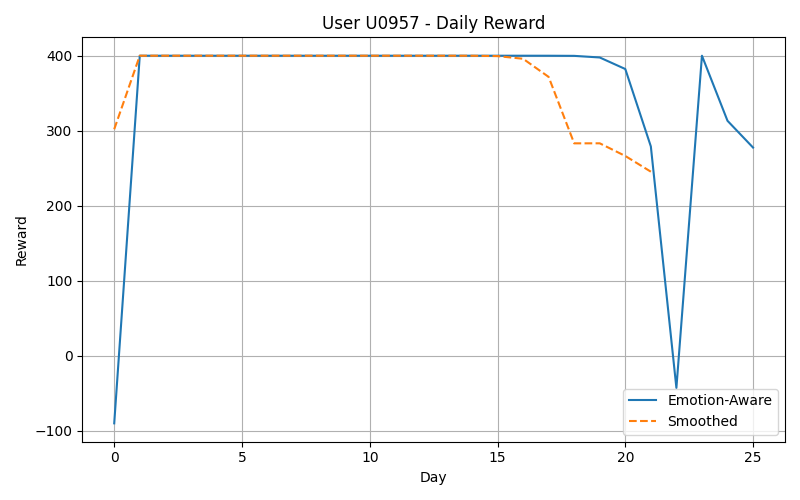 User U0957 - Daily Reward
400
300
200
100
0
−100
Reward
0 5 10 15 20 25
Day
Emotion-Aware
Smoothed